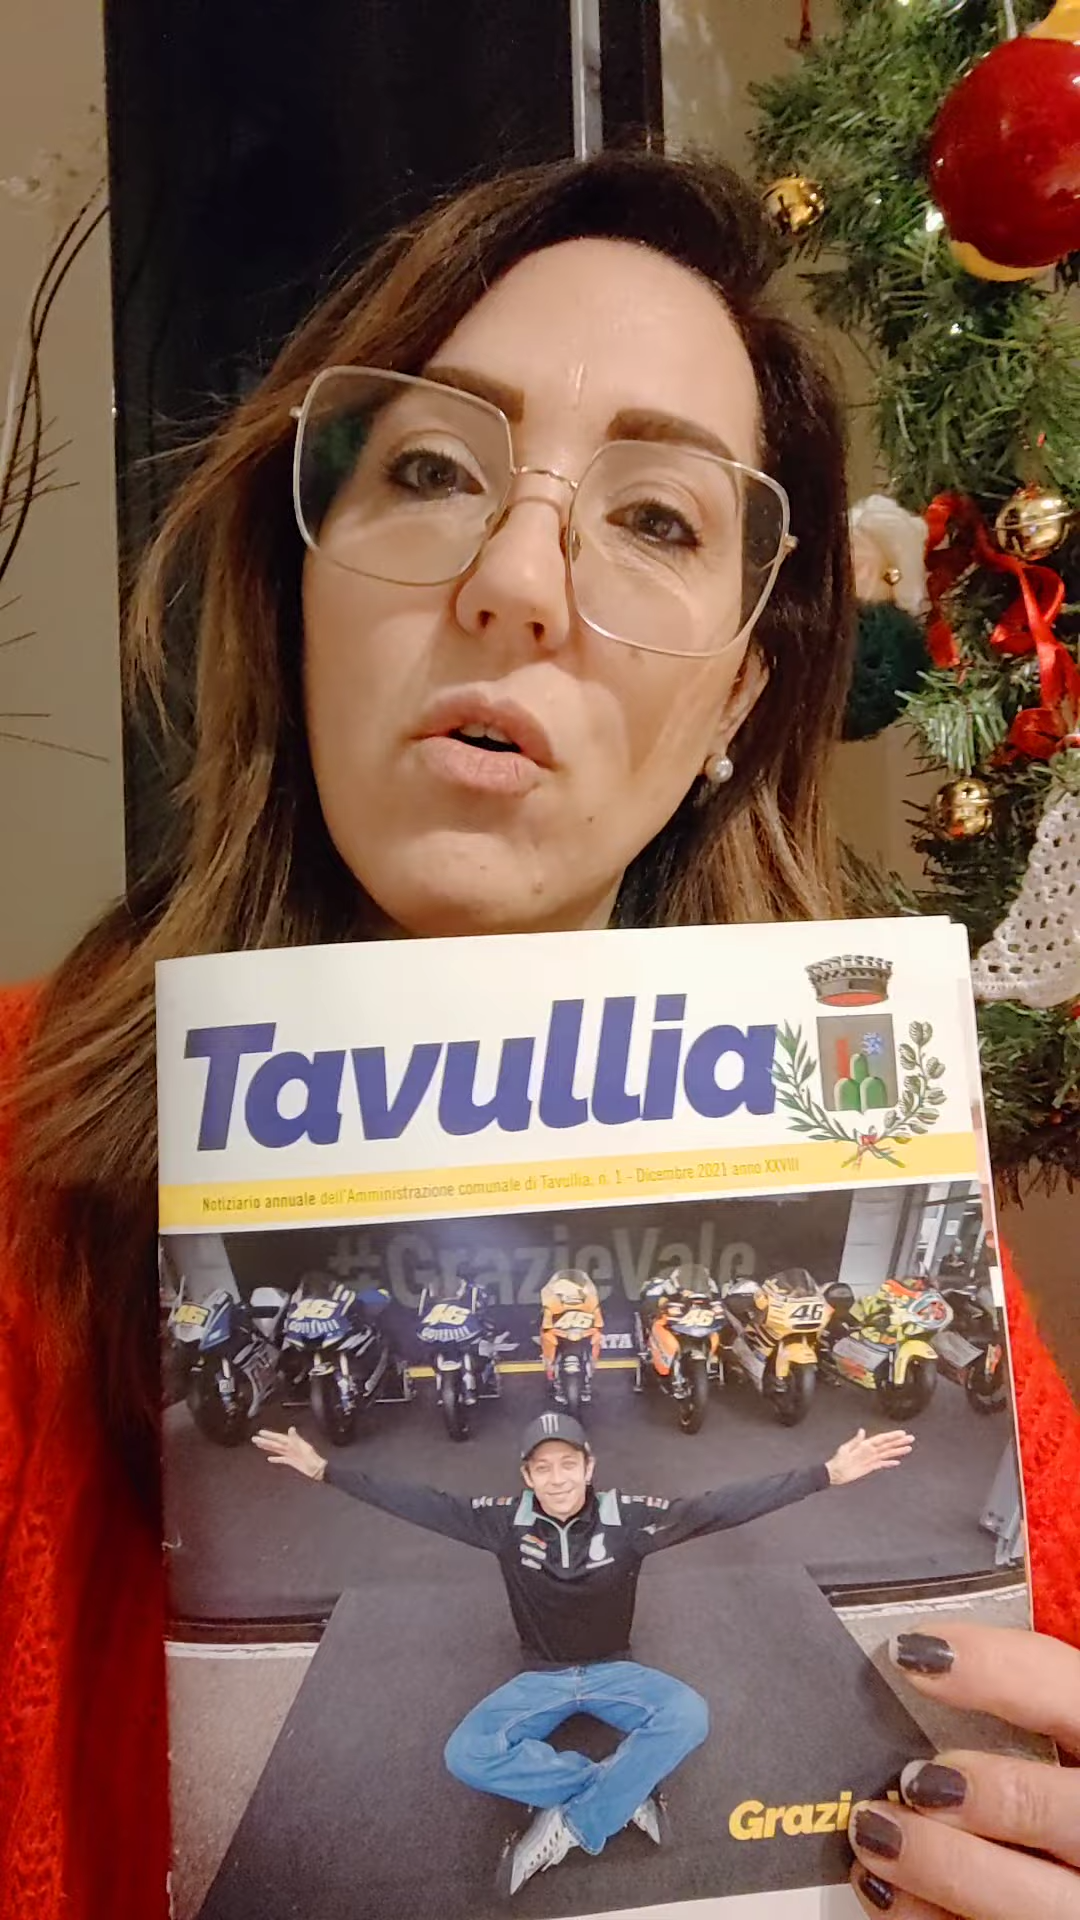 Tavullia
Notiziario annuale dell'Amministrazione comunale di Tavullia, n. 1 - Dicembre 2021 anno XXVIII
#GrazieVale
46 46 46 46 46 46
Grazie